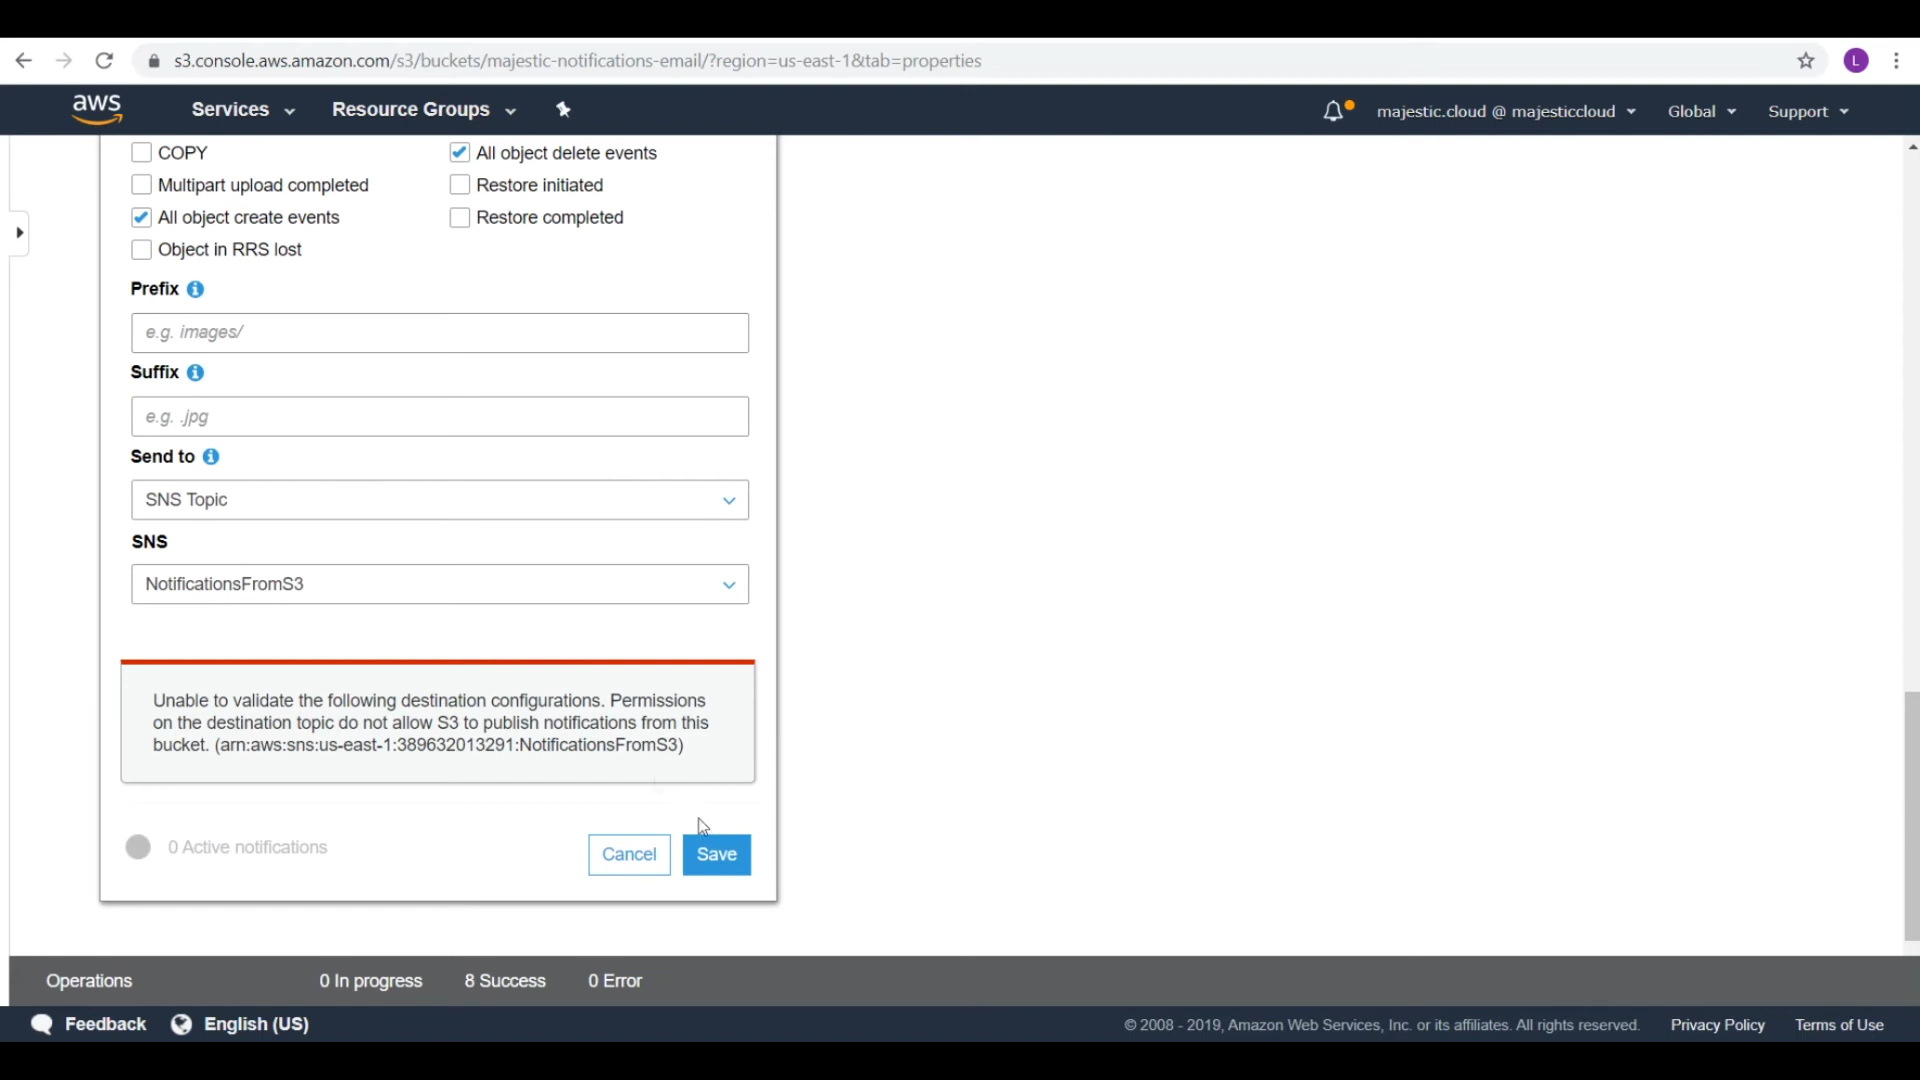 s3.console.aws.amazon.com/s3/buckets/majestic-notifications-email/?region=us-east-1&tab=properties
L
aws
Services
Resource Groups
majestic.cloud @ majesticcloud
Global
Support
COPY
All object delete events
Multipart upload completed
Restore initiated
All object create events
Restore completed
Object in RRS lost
Prefix
e.g. images/
Suffix
e.g. .jpg
Send to
SNS Topic
SNS
NotificationsFromS3
Unable to validate the following destination configurations. Permissions
on the destination topic do not allow S3 to publish notifications from this
bucket. (arn:aws:sns:us-east-1:389632013291:NotificationsFromS3)
0 Active notifications
Cancel
Save
Operations
0 In progress
8 Success
0 Error
Feedback
English (US)
© 2008 - 2019, Amazon Web Services, Inc. or its affiliates. All rights reserved.
Privacy Policy
Terms of Use